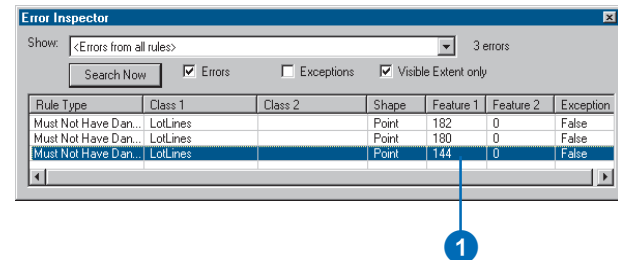 Error Inspector
Show: <Errors from all rules> 3 errors
Search Now Errors Exceptions Visible Extent only
Rule Type Class 1 Class 2 Shape Feature 1 Feature 2 Exception
Must Not Have Dan... LotLines Point 182 0 False
Must Not Have Dan... LotLines Point 180 0 False
Must Not Have Dan... LotLines Point 144 0 False
1